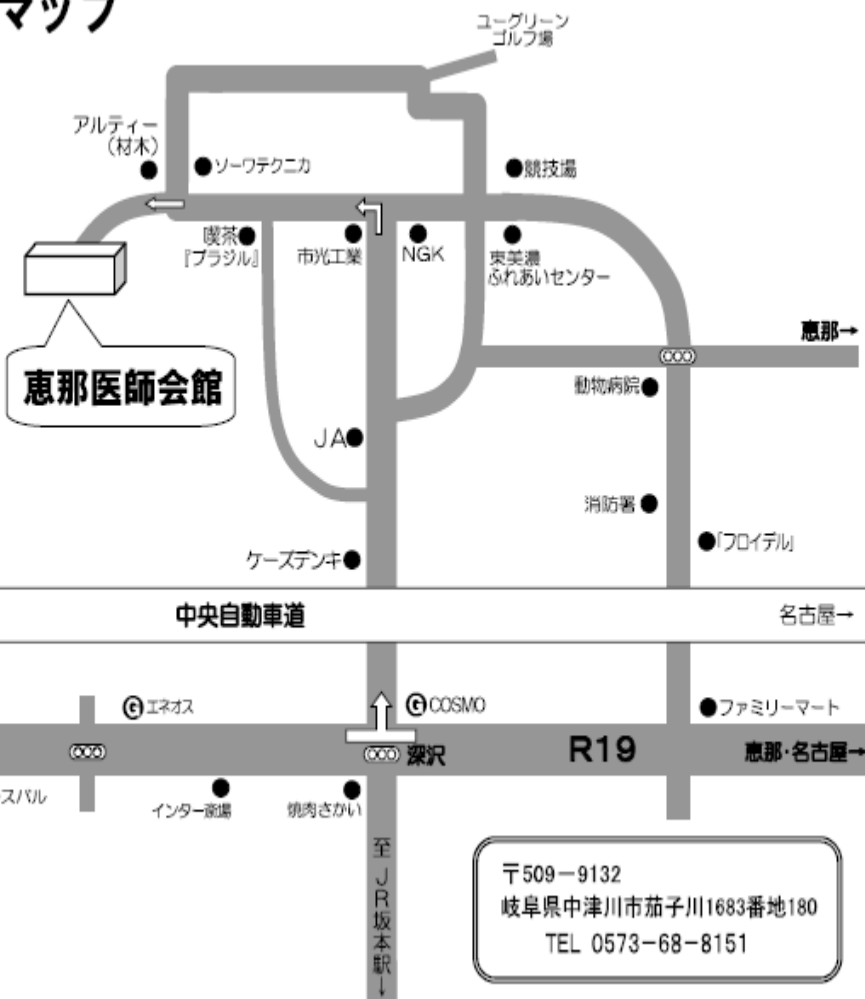 マップ
ユーグリーン
ゴルフ場
アルティー
(材木)
ソーワテクニカ
競技場
喫茶
『ブラジル』
市光工業
NGK
東美濃
ふれあいセンター
恵那→
恵那医師会館
動物病院
JA
消防署
「フロイデル」
ケーズデンキ
中央自動車道
名古屋→
G エネオス
G COSMO
ファミリーマート
深沢
R19
恵那・名古屋→
スバル
インター斎場
焼肉さかい
至JR坂本駅↓
〒509-9132
岐阜県中津川市茄子川1683番地180
TEL 0573-68-8151